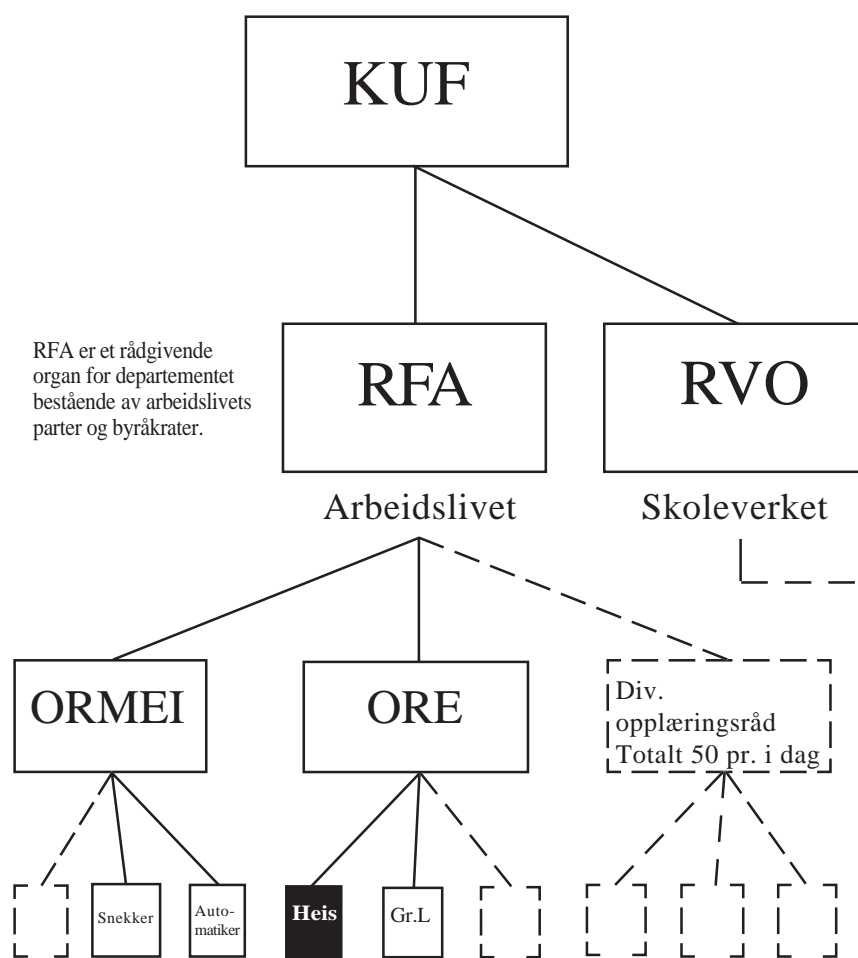 KUF
RFA er et rådgivende
organ for departementet
bestående av arbeidslivets
parter og byråkrater.
RFA
RVO
Arbeidslivet
Skoleverket
ORMEI
ORE
Div.
opplæringsråd
Totalt 50 pr. i dag
Snekker
Auto-
matiker
Heis
Gr.L